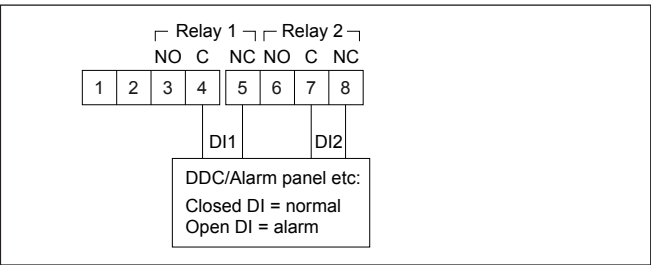 Relay 1 Relay 2
NO C NC NO C NC
1 2 3 4 5 6 7 8
DI1 DI2
DDC/Alarm panel etc:
Closed DI = normal
Open DI = alarm